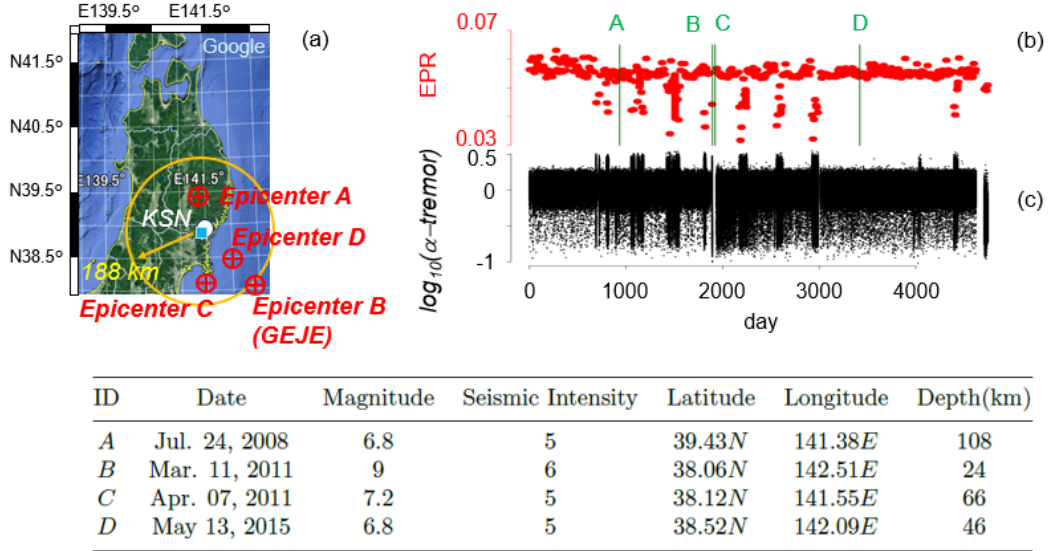 E139.5° E141.5°
Google
(a)
N41.5°
N40.5°
N39.5°
N38.5°
E139.5° E141.5°
Epicenter A
KSN
Epicenter D
188 km
Epicenter C
Epicenter B
(GEJE)
A B C D
(b)
0.07
EPR
0.03
0.5
0
-1
log10(α–tremor)
(c)
0 1000 2000 3000 4000
day
ID Date Magnitude Seismic Intensity Latitude Longitude Depth(km)
A Jul. 24, 2008 6.8 5 39.43N 141.38E 108
B Mar. 11, 2011 9 6 38.06N 142.51E 24
C Apr. 07, 2011 7.2 5 38.12N 141.55E 66
D May 13, 2015 6.8 5 38.52N 142.09E 46